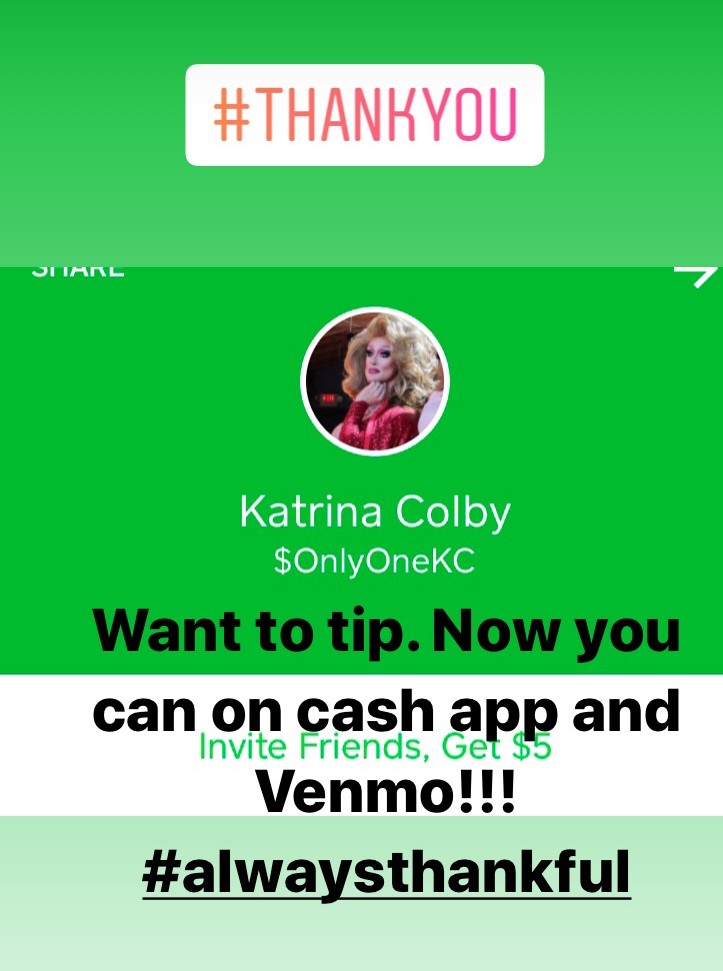 #THANKYOU
SHARE
Katrina Colby
$OnlyOneKC
Want to tip. Now you
can on cash app and
Invite Friends, Get $5
Venmo!!!
#alwaysthankful